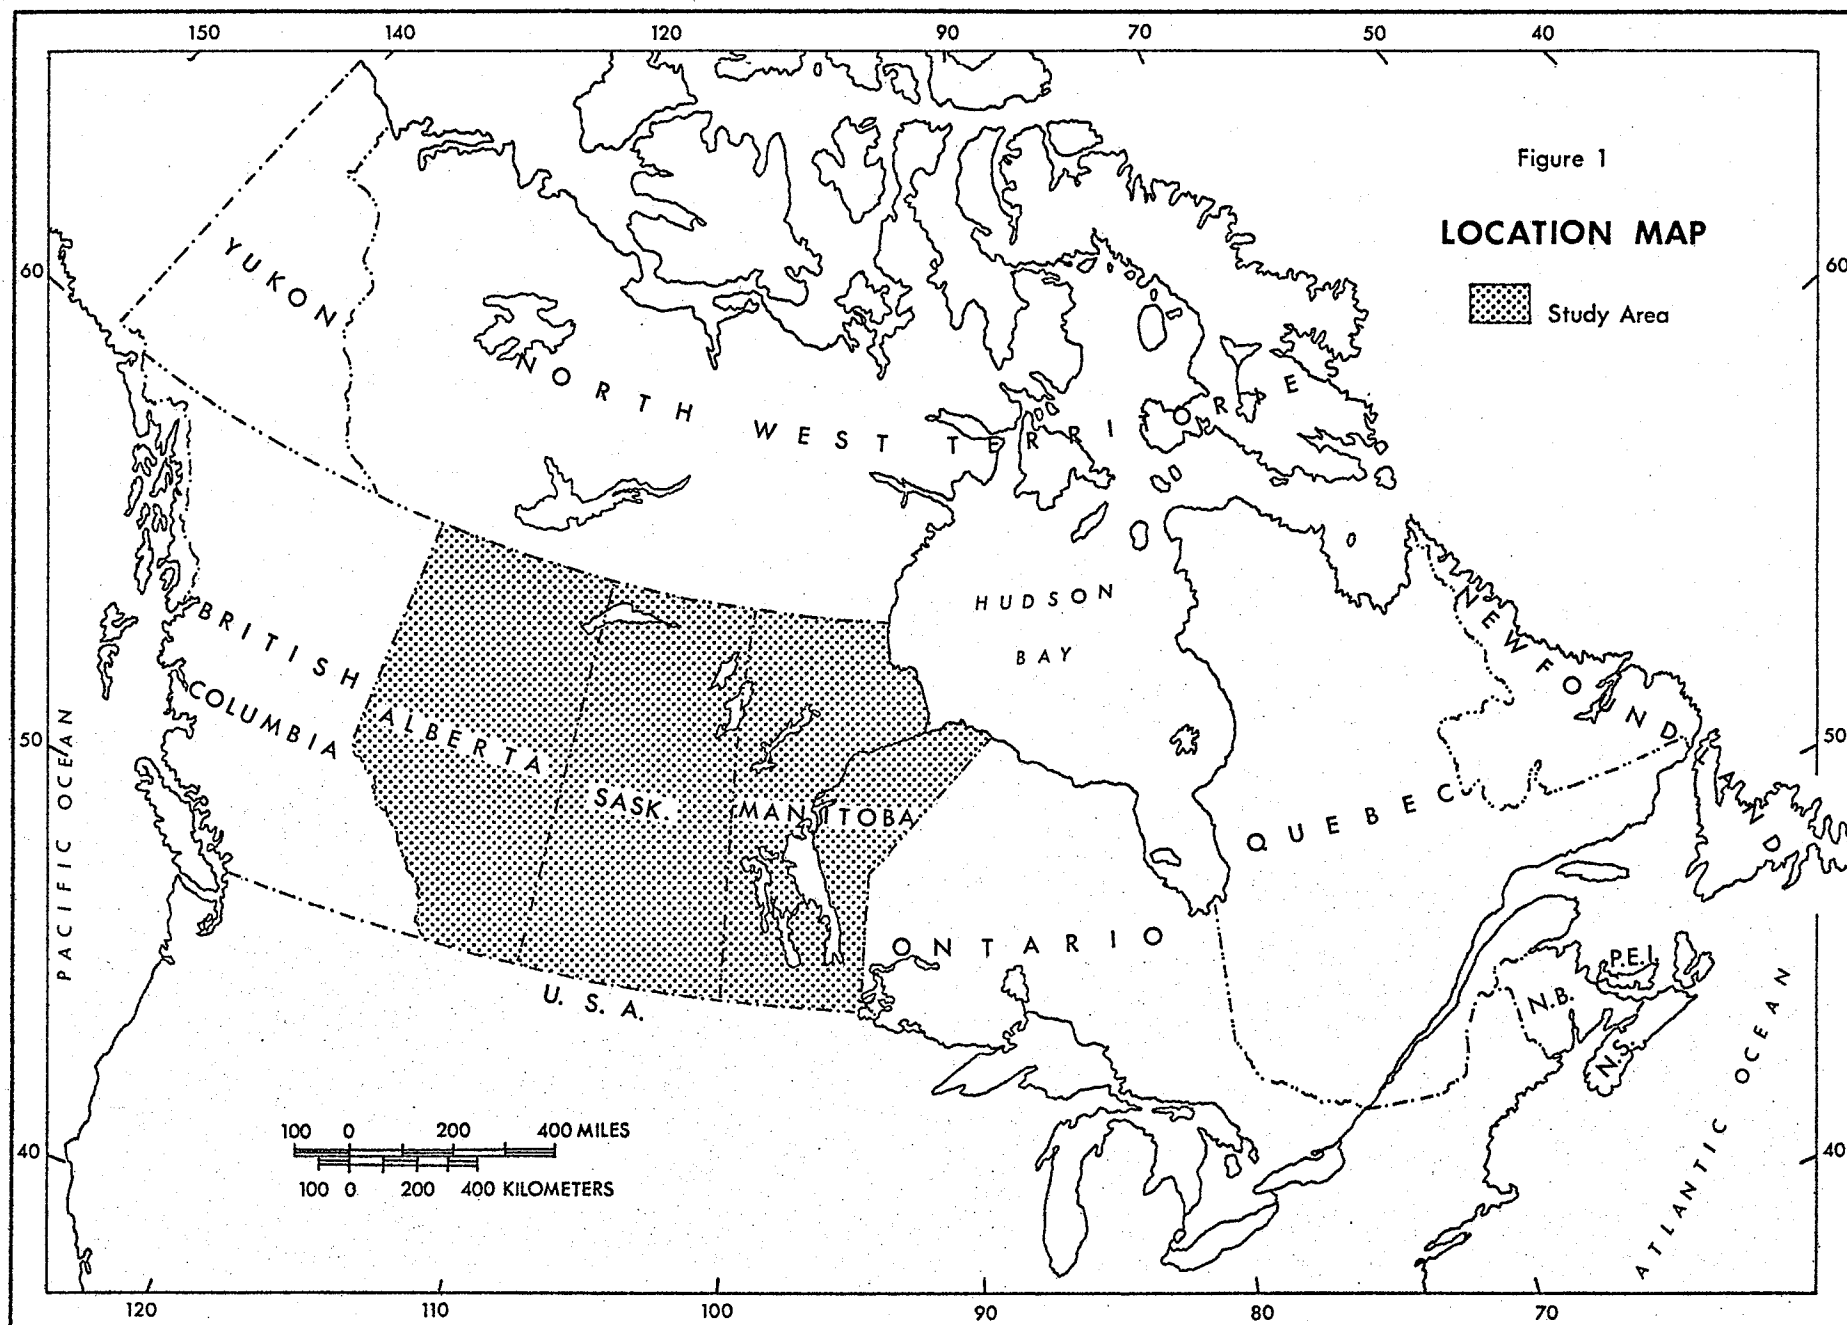 150 140 120 90 70 50 40
Figure 1
LOCATION MAP
Study Area
60 60
YUKON
NORTH WEST TERRITORIES
HUDSON
BAY
BRITISH
COLUMBIA
ALBERTA
SASK.
MANITOBA
NEWFOUNDLAND
QUEBEC
ONTARIO
50 50
PACIFIC OCEAN
U. S. A.
P.E.I.
N.B.
N.S.
ATLANTIC OCEAN
100 0 200 400 MILES
100 0 200 400 KILOMETERS
40 40
120 110 100 90 80 70